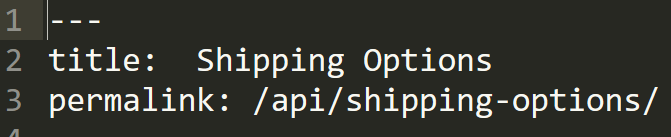 1 ---
2 title:  Shipping Options
3 permalink: /api/shipping-options/